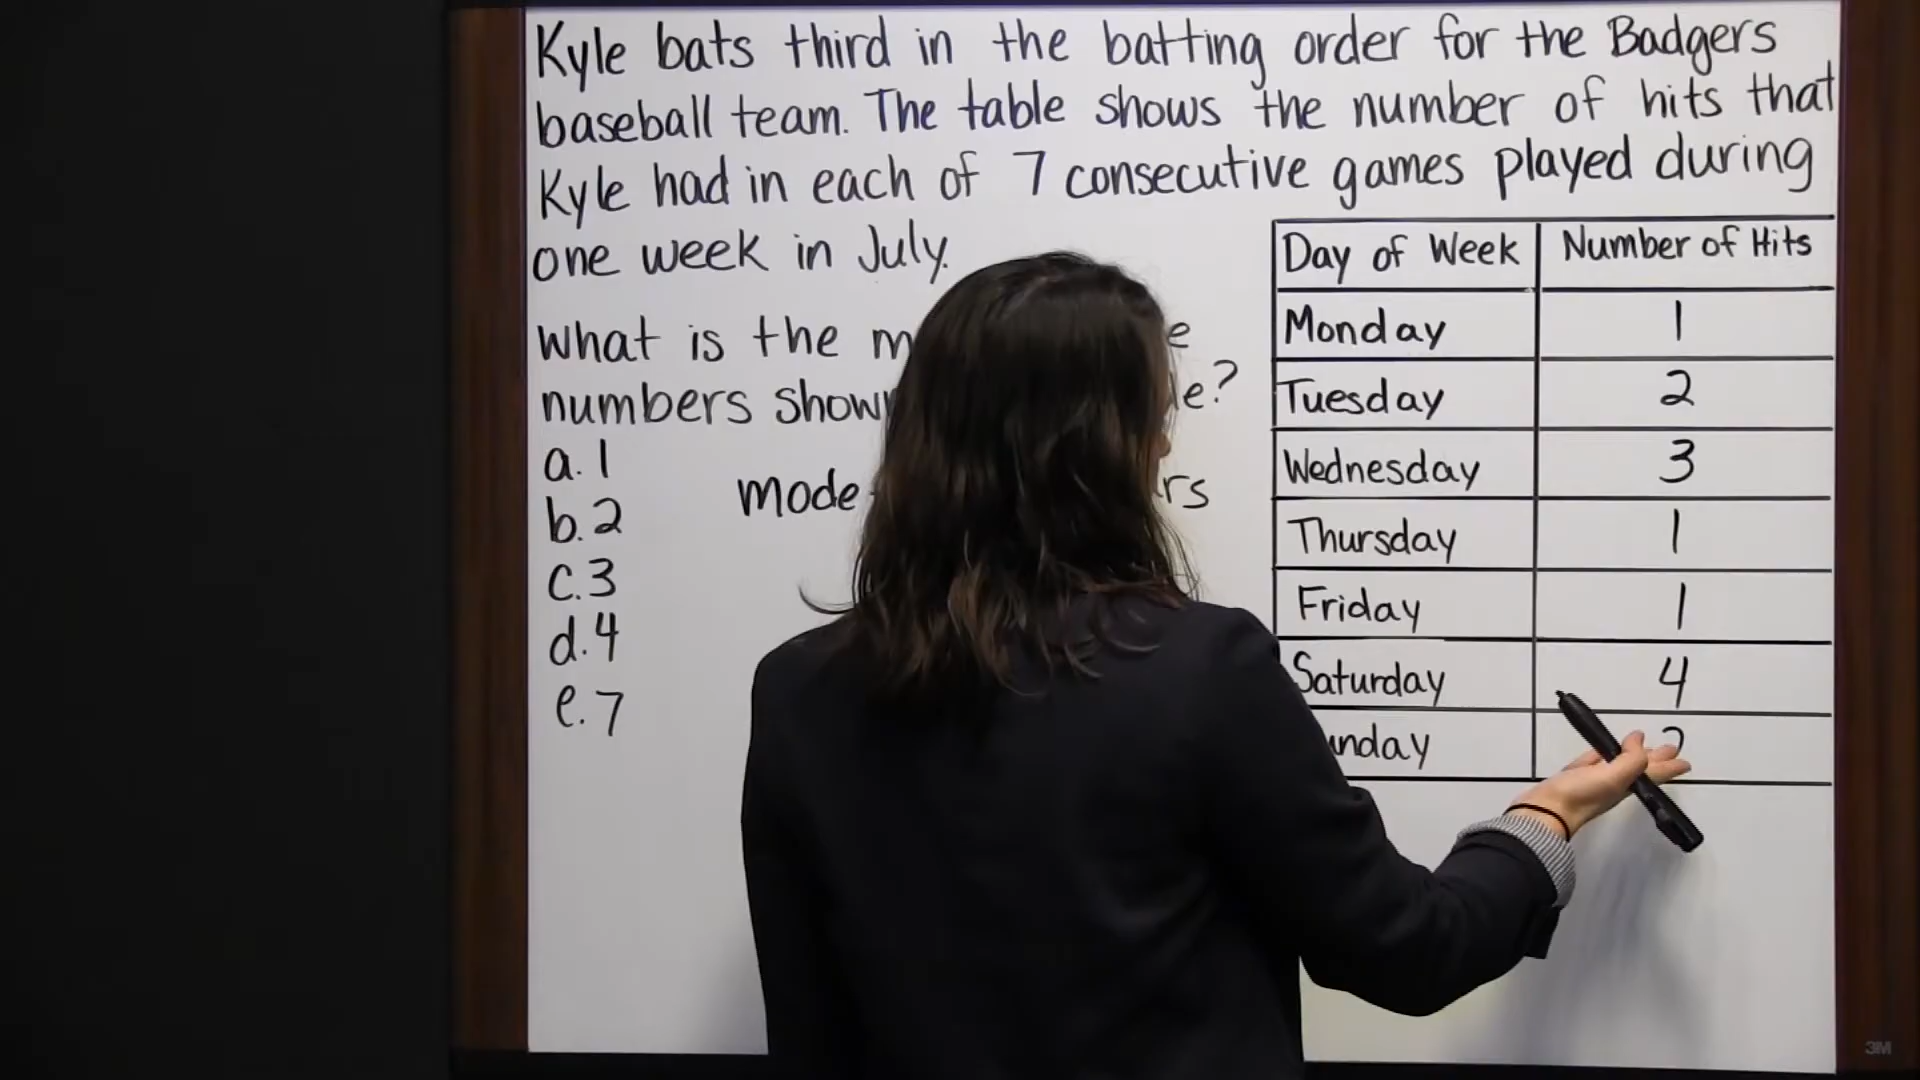 Kyle bats third in the batting order for the Badgers
baseball team. The table shows the number of hits that
Kyle had in each of 7 consecutive games played during
one week in July.
What is the
numbers
a. 1
b. 2
c. 3
d. 4
e. 7
mode
Day of Week Number of Hits
Monday 1
Tuesday 2
Wednesday 3
Thursday 1
Friday 1
Saturday 4
3M